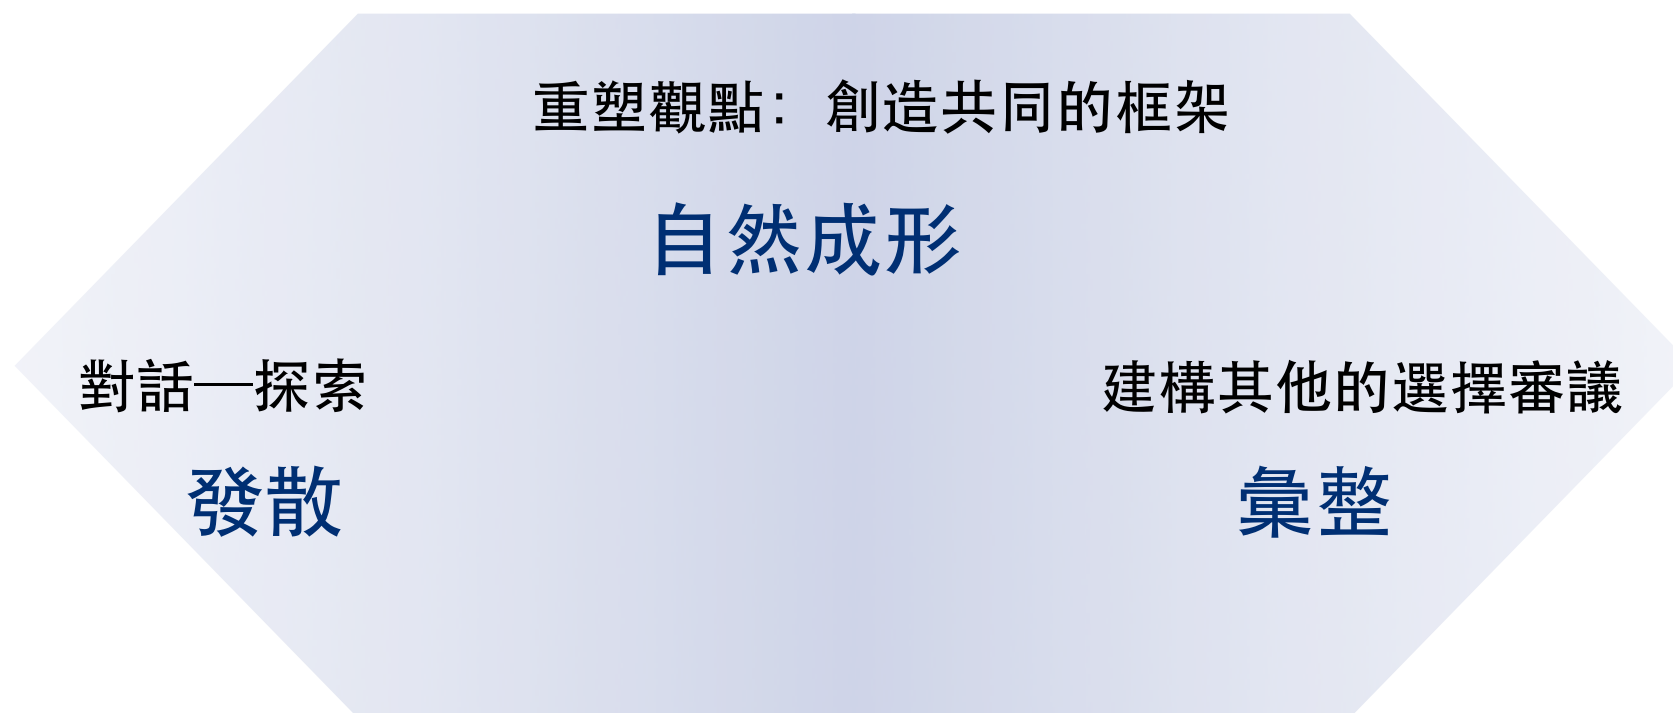 重塑觀點：創造共同的框架
自然成形
對話—探索
發散
建構其他的選擇審議
彙整